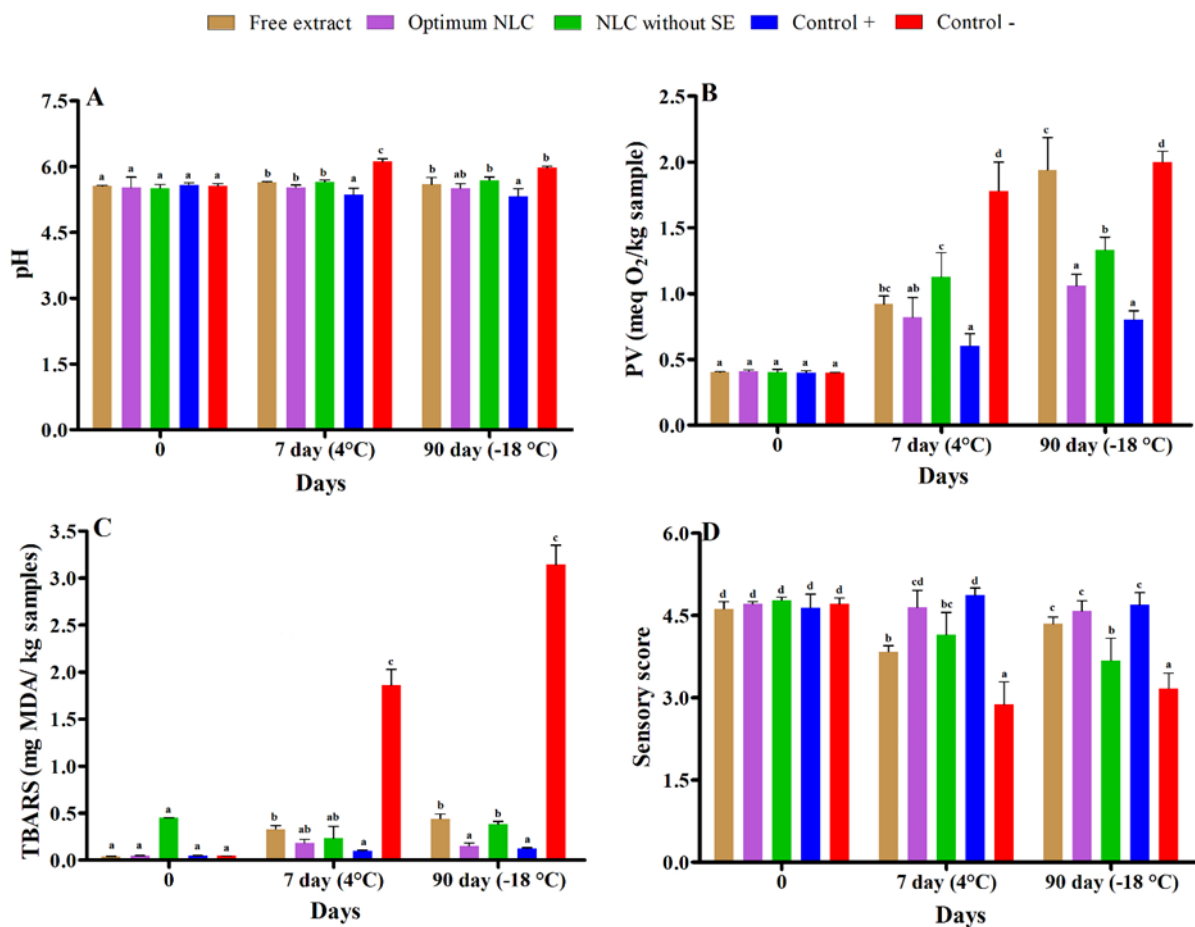 Free extract Optimum NLC NLC without SE Control + Control -
A
7.5
6.0
4.5
3.0
1.5
0.0
pH
a a a a a
b b b a c
b a b a b
0 7 day (4°C) 90 day (-18 °C)
Days
B
2.5
2.0
1.5
1.0
0.5
0.0
PV (meq O2/kg sample)
a a a a a
bc ab c a d
c a b a d
0 7 day (4°C) 90 day (-18 °C)
Days
C
3.5
3.0
2.5
2.0
1.5
1.0
0.5
0.0
TBARS (mg MDA/ kg samples)
a a a a a
b ab ab a c
b a b a c
0 7 day (4°C) 90 day (-18 °C)
Days
D
6.0
4.5
3.0
1.5
0.0
Sensory score
d d d d d
b cd bc d a
c c b c a
0 7 day (4°C) 90 day (-18 °C)
Days